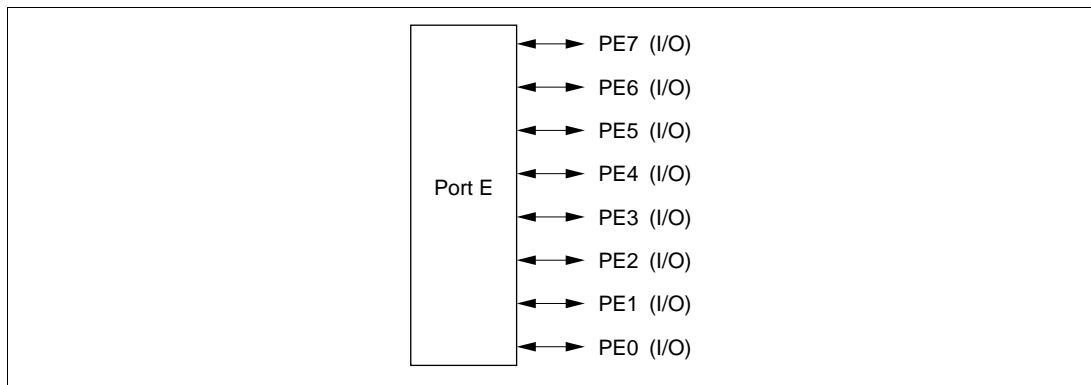 PE7 (I/O)
PE6 (I/O)
PE5 (I/O)
PE4 (I/O)
Port E
PE3 (I/O)
PE2 (I/O)
PE1 (I/O)
PE0 (I/O)